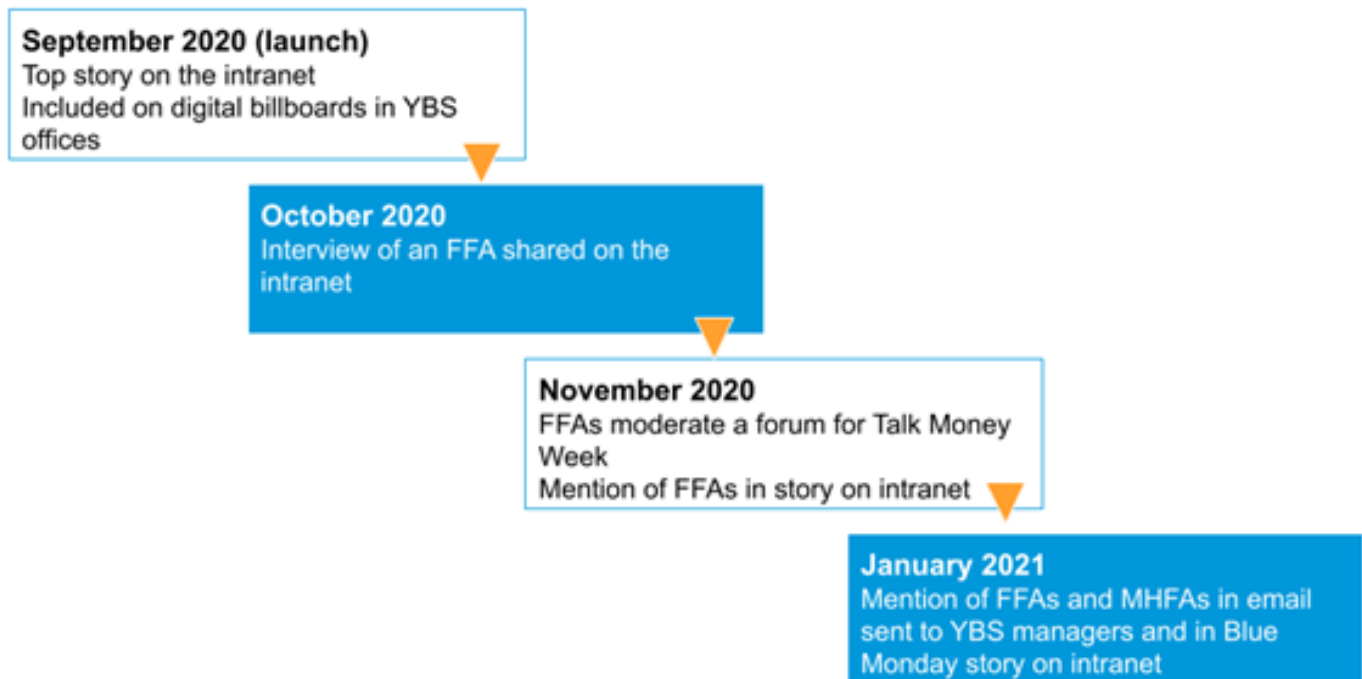 September 2020 (launch)
Top story on the intranet
Included on digital billboards in YBS
offices
October 2020
Interview of an FFA shared on the
intranet
November 2020
FFAs moderate a forum for Talk Money
Week
Mention of FFAs in story on intranet
January 2021
Mention of FFAs and MHFAs in email
sent to YBS managers and in Blue
Monday story on intranet